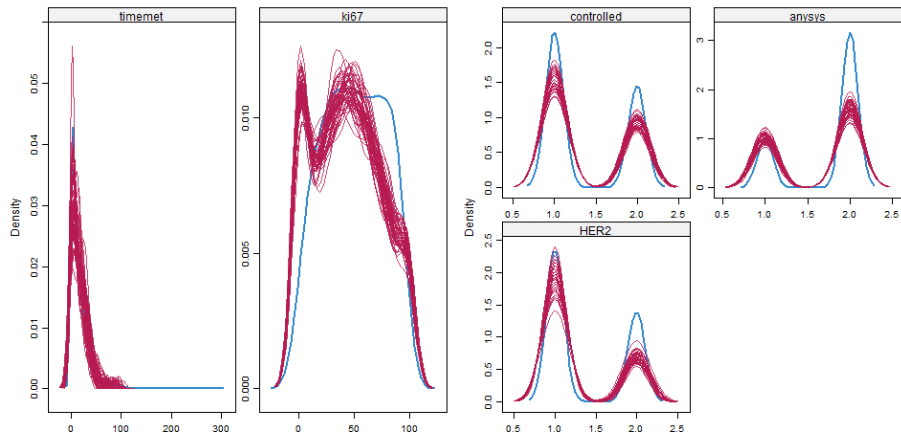 timemet
ki67
controlled
anysys
Density
0.00 0.01 0.02 0.03 0.04 0.05
0 100 200 300
0.000 0.005 0.010
0 50 100
Density
0.0 0.5 1.0 1.5 2.0
0.5 1.0 1.5 2.0 2.5
0 1 2 3
0.5 1.0 1.5 2.0 2.5
HER2
0.0 0.5 1.0 1.5 2.0 2.5
0.5 1.0 1.5 2.0 2.5